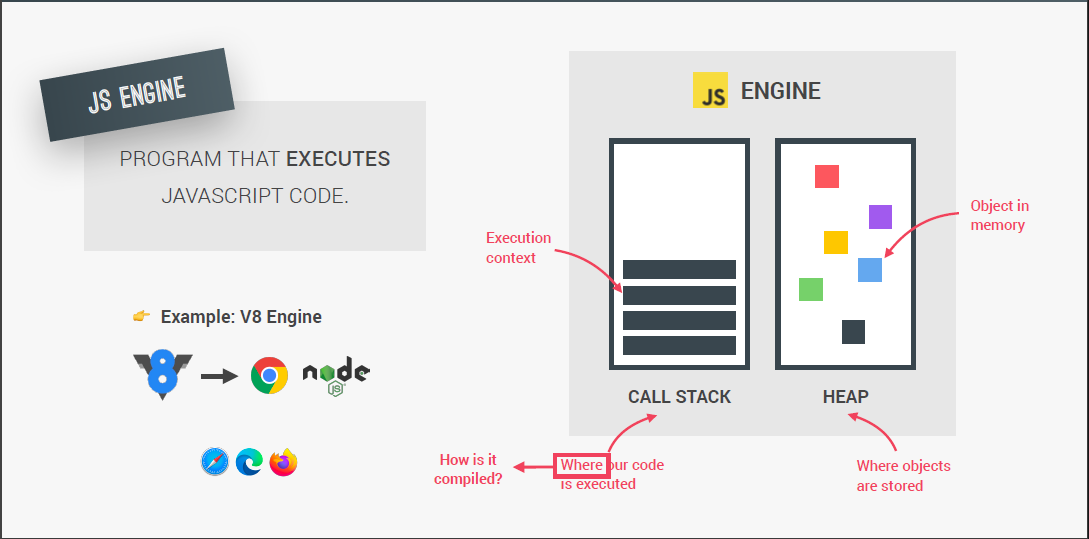 JS ENGINE
PROGRAM THAT EXECUTES
JAVASCRIPT CODE.
👉 Example: V8 Engine
8
node
JS
JS ENGINE
Execution
context
Object in
memory
CALL STACK
HEAP
How is it
compiled?
Where our code
is executed
Where objects
are stored